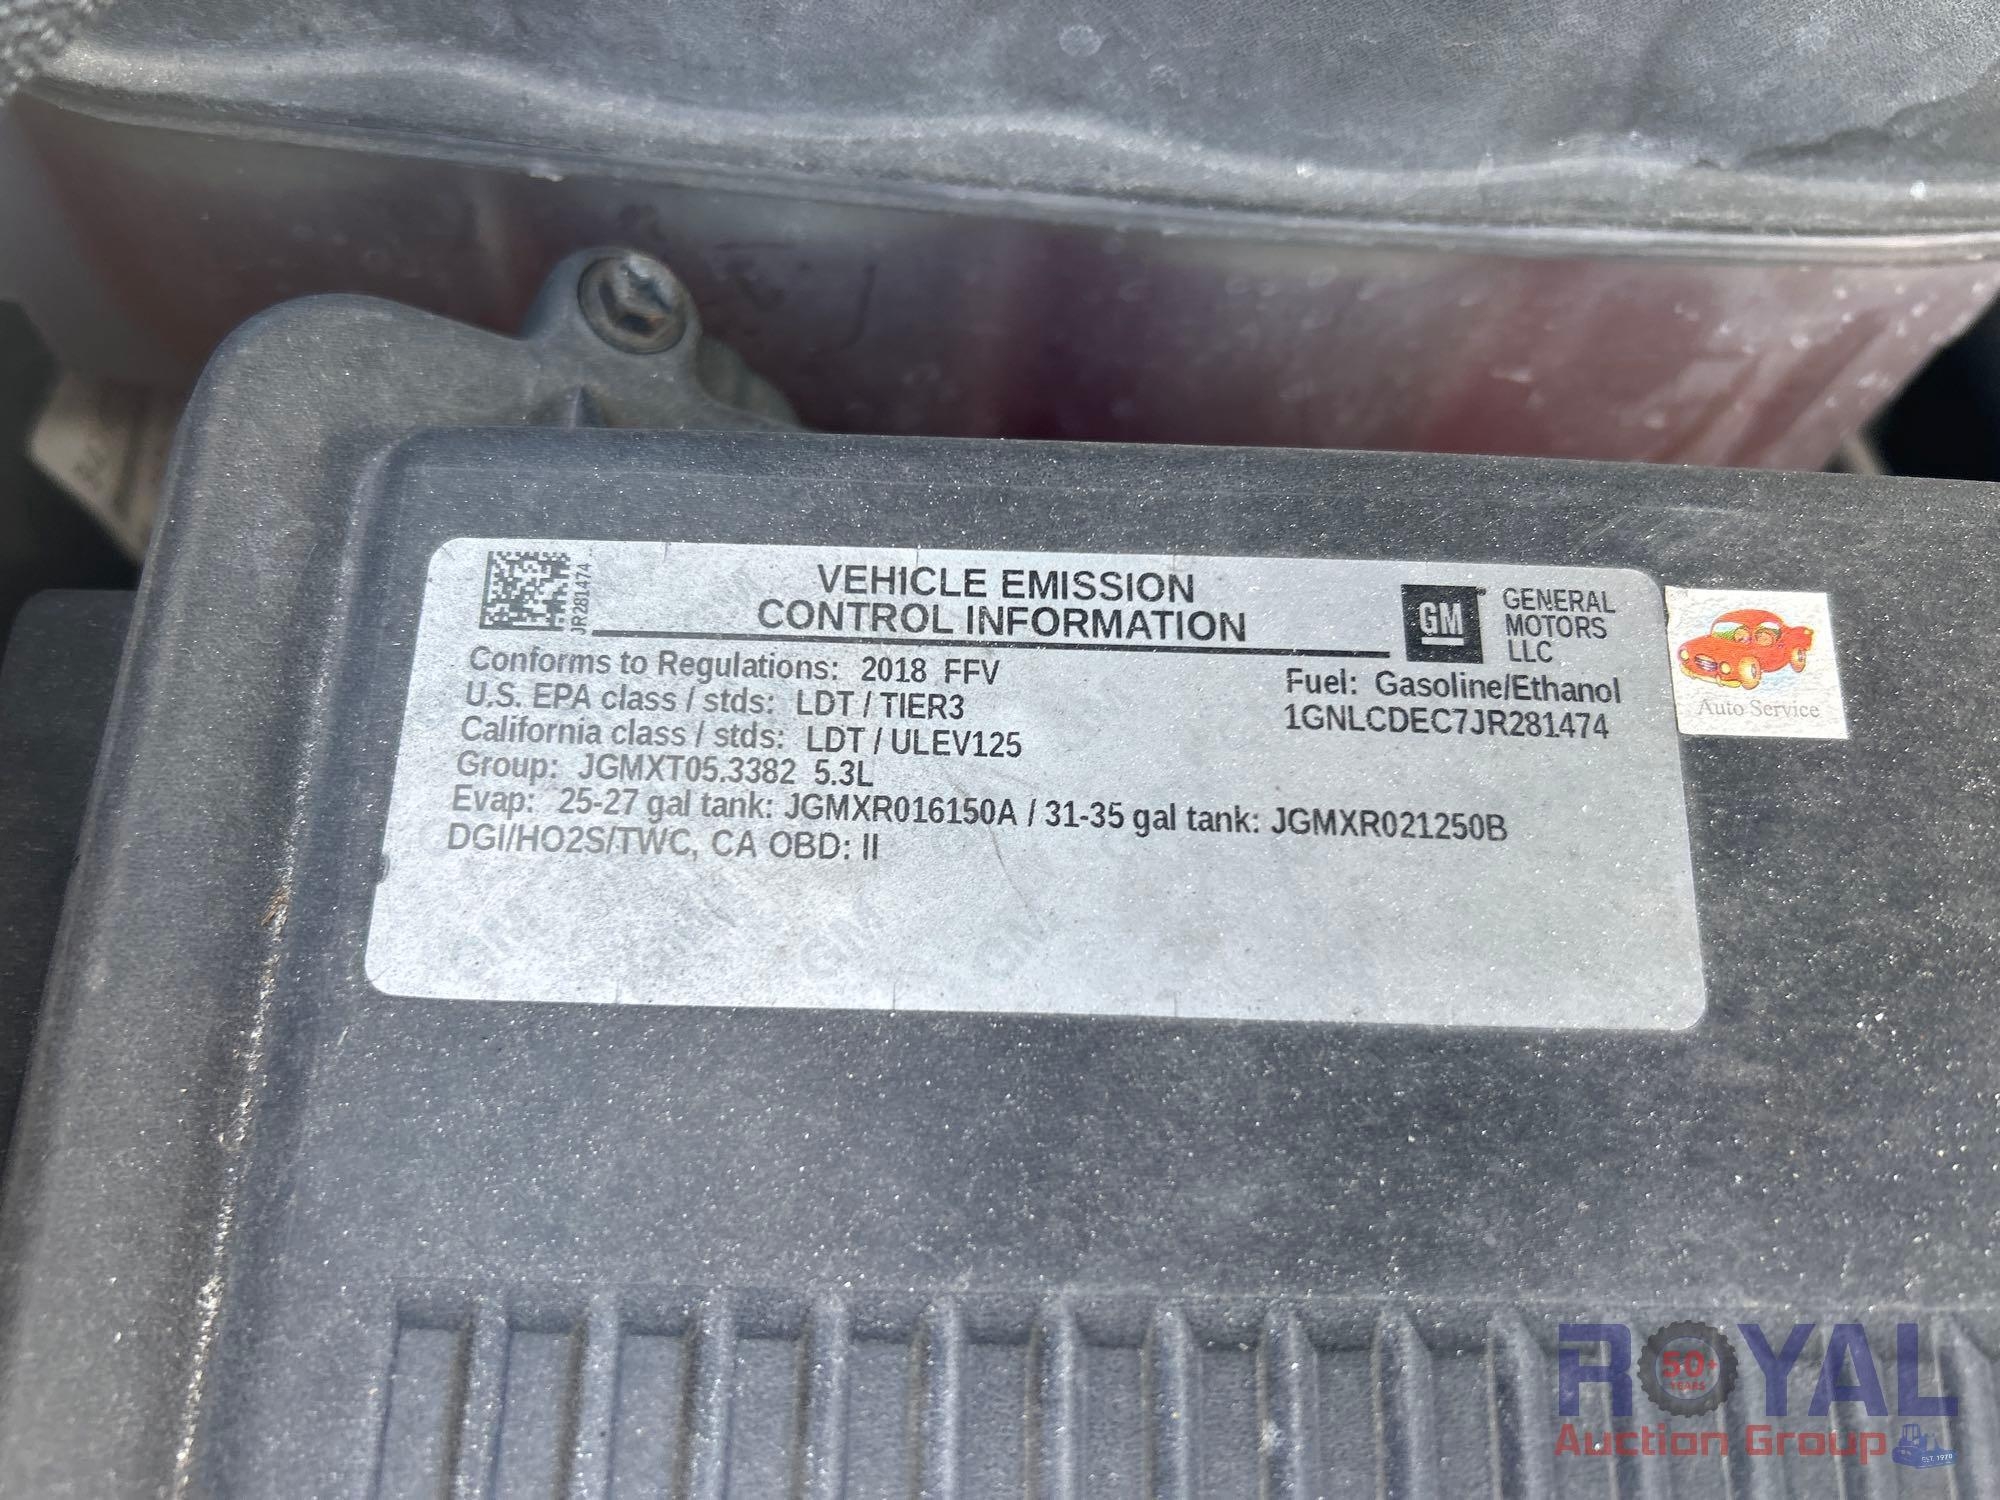 JR281474
VEHICLE EMISSION
CONTROL INFORMATION
GM
GENERAL
MOTORS
LLC
Conforms to Regulations: 2018 FFV
U.S. EPA class / stds: LDT / TIER3
California class / stds: LDT / ULEV125
Group: JGMXT05.3382 5.3L
Evap: 25-27 gal tank: JGMXR016150A / 31-35 gal tank: JGMXR021250B
DGI/HO2S/TWC, CA OBD: II
Fuel: Gasoline/Ethanol
1GNLCDEC7JR281474
Auto Service
ROYAL
50+
YEARS
Auction Group
EST. 1970